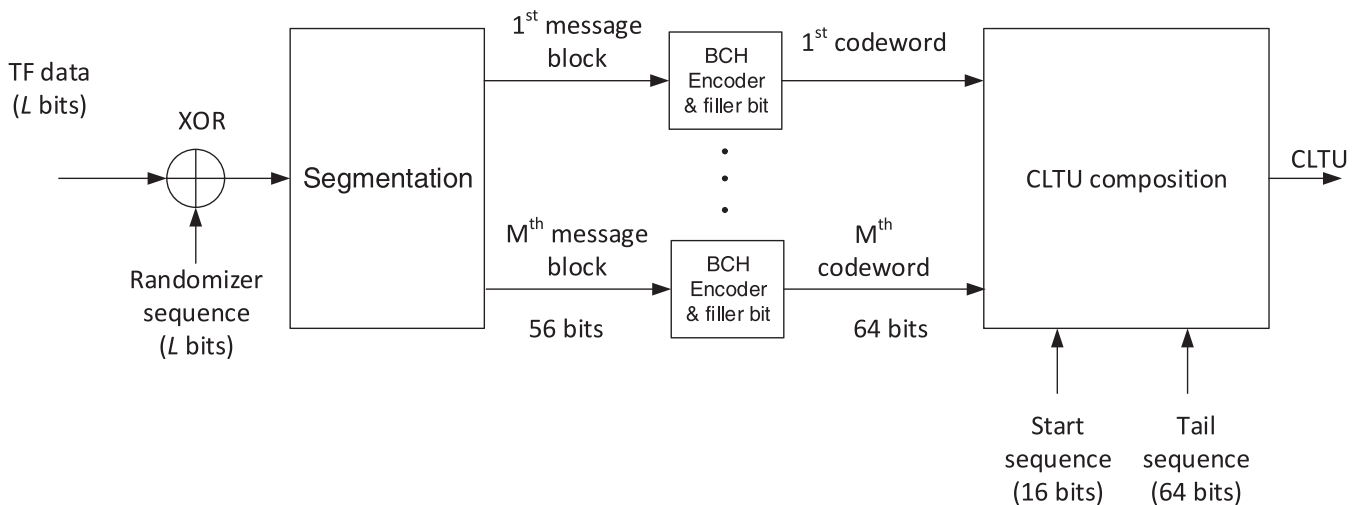 TF data
(L bits)
XOR
Randomizer
sequence
(L bits)
Segmentation
1st message
block
BCH
Encoder
& filler bit
1st codeword
Mth message
block
56 bits
BCH
Encoder
& filler bit
Mth
codeword
64 bits
CLTU composition
CLTU
Start
sequence
(16 bits)
Tail
sequence
(64 bits)